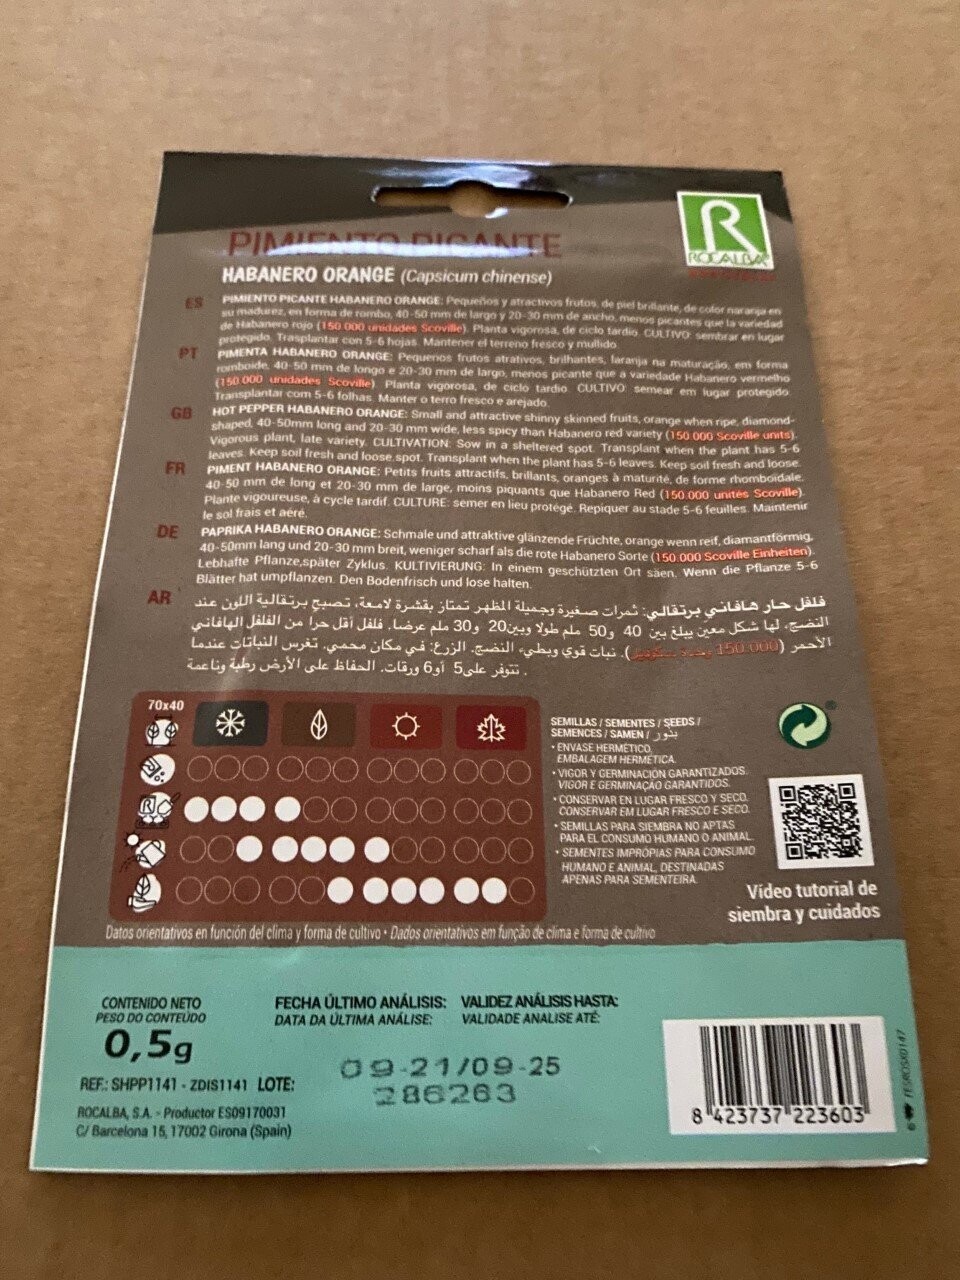 PIMIENTO PICANTE
ROCALBA
HABANERO ORANGE (Capsicum chinense)
ES
PIMIENTO PICANTE HABANERO ORANGE: Pequeños y atractivos frutos, de piel brillante, de color naranja en
su madurez, en forma de rombo, 40-50 mm de largo y 20-30 mm de ancho, menos picantes que la variedad
de Habanero rojo (150.000 unidades Scoville). Planta vigorosa, de ciclo tardío. CULTIVO: sembrar en lugar
protegido. Trasplantar con 5-6 hojas. Mantener el terreno fresco y mullido.
PT
PIMENTA HABANERO ORANGE: Pequenos frutos atrativos, brilhantes, laranja na maturação, em forma
romboide, 40-50 mm de longo e 20-30 mm de largo, menos picante que a variedade Habanero vermelho
(150.000 unidades Scoville). Planta vigorosa, de ciclo tardio. CULTIVO: semear em lugar protegido.
Transplantar com 5-6 folhas. Manter o terro fresco e arejado.
GB
HOT PEPPER HABANERO ORANGE: Small and attractive shinny skinned fruits, orange when ripe, diamond-
shaped, 40-50mm long and 20-30 mm wide, less spicy than Habanero red variety (150.000 Scoville units).
Vigorous plant, late variety. CULTIVATION: Sow in a sheltered spot. Transplant when the plant has 5-6
leaves. Keep soil fresh and loose.spot. Transplant when the plant has 5-6 leaves. Keep soil fresh and loose.
FR
PIMENT HABANERO ORANGE: Petits fruits attractifs, brillants, oranges à maturité, de forme rhomboïdale.
40-50 mm de long et 20-30 mm de large, moins piquants que Habanero Red (150.000 unités Scoville).
Plante vigoureuse, à cycle tardif. CULTURE: semer en lieu protégé. Repiquer au stade 5-6 feuilles. Maintenir
le sol frais et aéré.
DE
PAPRIKA HABANERO ORANGE: Schmale und attraktive glänzende Früchte, orange wenn reif, diamantförmig,
40-50mm lang und 20-30 mm breit, weniger scharf als die rote Habanero Sorte (150.000 Scoville Einheiten).
Lebhafte Pflanze,später Zyklus. KULTIVIERUNG: In einem geschützten Ort säen. Wenn die Pflanze 5-6
Blätter hat umpflanzen. Den Bodenfrisch und lose halten.
AR
فلفل حار هافاني برتقالي: ثمرات صغيرة وجميلة المظهر تمتاز بقشرة لامعة، تصبح برتقالية اللون عند
النضج، لها شكل معين يبلغ بين 40 و50 ملم طولا وبين20 و30 ملم عرضا. فلفل أقل حرا من الفلفل الهافاني
الأحمر (150.000 وحدة سكوفيل). نبات قوي وبطيء النضج. الزرع: في مكان محمي. تغرس النباتات عندما
تتوفر على5 أو6 ورقات. الحفاظ على الأرض رطبة وناعمة .
70x40
SEMILLAS / SEMENTES / SEEDS /
SEMENCES / SAMEN / بذور
• ENVASE HERMÉTICO.
EMBALAGEM HERMÉTICA.
• VIGOR Y GERMINACIÓN GARANTIZADOS.
VIGOR E GERMINAÇÃO GARANTIDOS.
• CONSERVAR EN LUGAR FRESCO Y SECO.
CONSERVAR EM LUGAR FRESCO E SECO.
• SEMILLAS PARA SIEMBRA NO APTAS
PARA EL CONSUMO HUMANO O ANIMAL.
• SEMENTES IMPRÓPIAS PARA CONSUMO
HUMANO E ANIMAL, DESTINADAS
APENAS PARA SEMENTEIRA.
Vídeo tutorial de
siembra y cuidados
Datos orientativos en función del clima y forma de cultivo • Dados orientativos em função de clima e forma de cultivo
CONTENIDO NETO
PESO DO CONTEÚDO
0,5g
FECHA ÚLTIMO ANÁLISIS:
DATA DA ÚLTIMA ANÁLISE:
VALIDEZ ANÁLISIS HASTA:
VALIDADE ANALISE ATÉ:
09-21/09-25
286263
REF.: SHPP1141 - ZDIS1141 LOTE:
ROCALBA, S.A. - Productor ES09170031
C/ Barcelona 15, 17002 Girona (Spain)
8 423737 223603